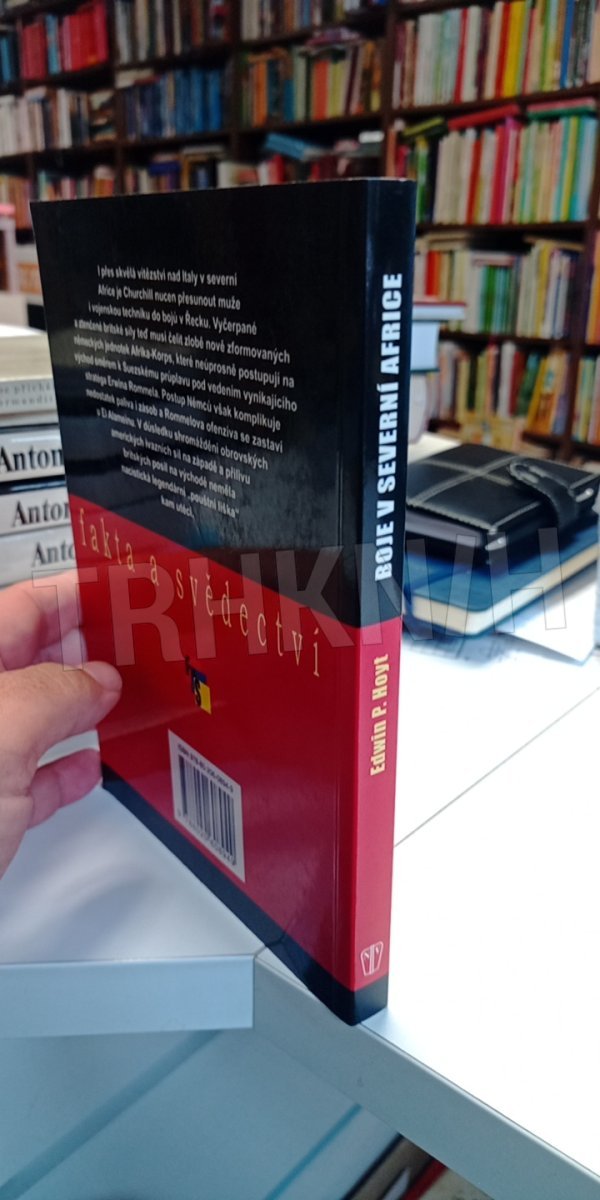 I přes skvělá vítězství nad Italy v severní
Africe je Churchill nucen přesunout muže
i vojenskou techniku do bojů v Řecku. Vyčerpané
a ztenčené britské síly teď musí čelit zlobě nově zformovaných
německých jednotek Afrika-Korps, které neúprosně postupují na
východ směrem k Suezskému průplavu pod vedením vynikajícího
stratéga Erwina Rommela. Postup Němců však komplikuje
nedostatek paliva i zásob a Rommelova ofenziva se zastaví
u El Alameinu. V důsledku shromáždění obrovských
amerických invazních sil na západě a přílivu
britských posil na východě neměla
nacistická legendární „pouštní liška“
kam utéci.
fakta a svědectví
BOJE V SEVERNÍ AFRICE
Edwin P. Hoyt
TRHKNIH
Anton
Anton
Anto